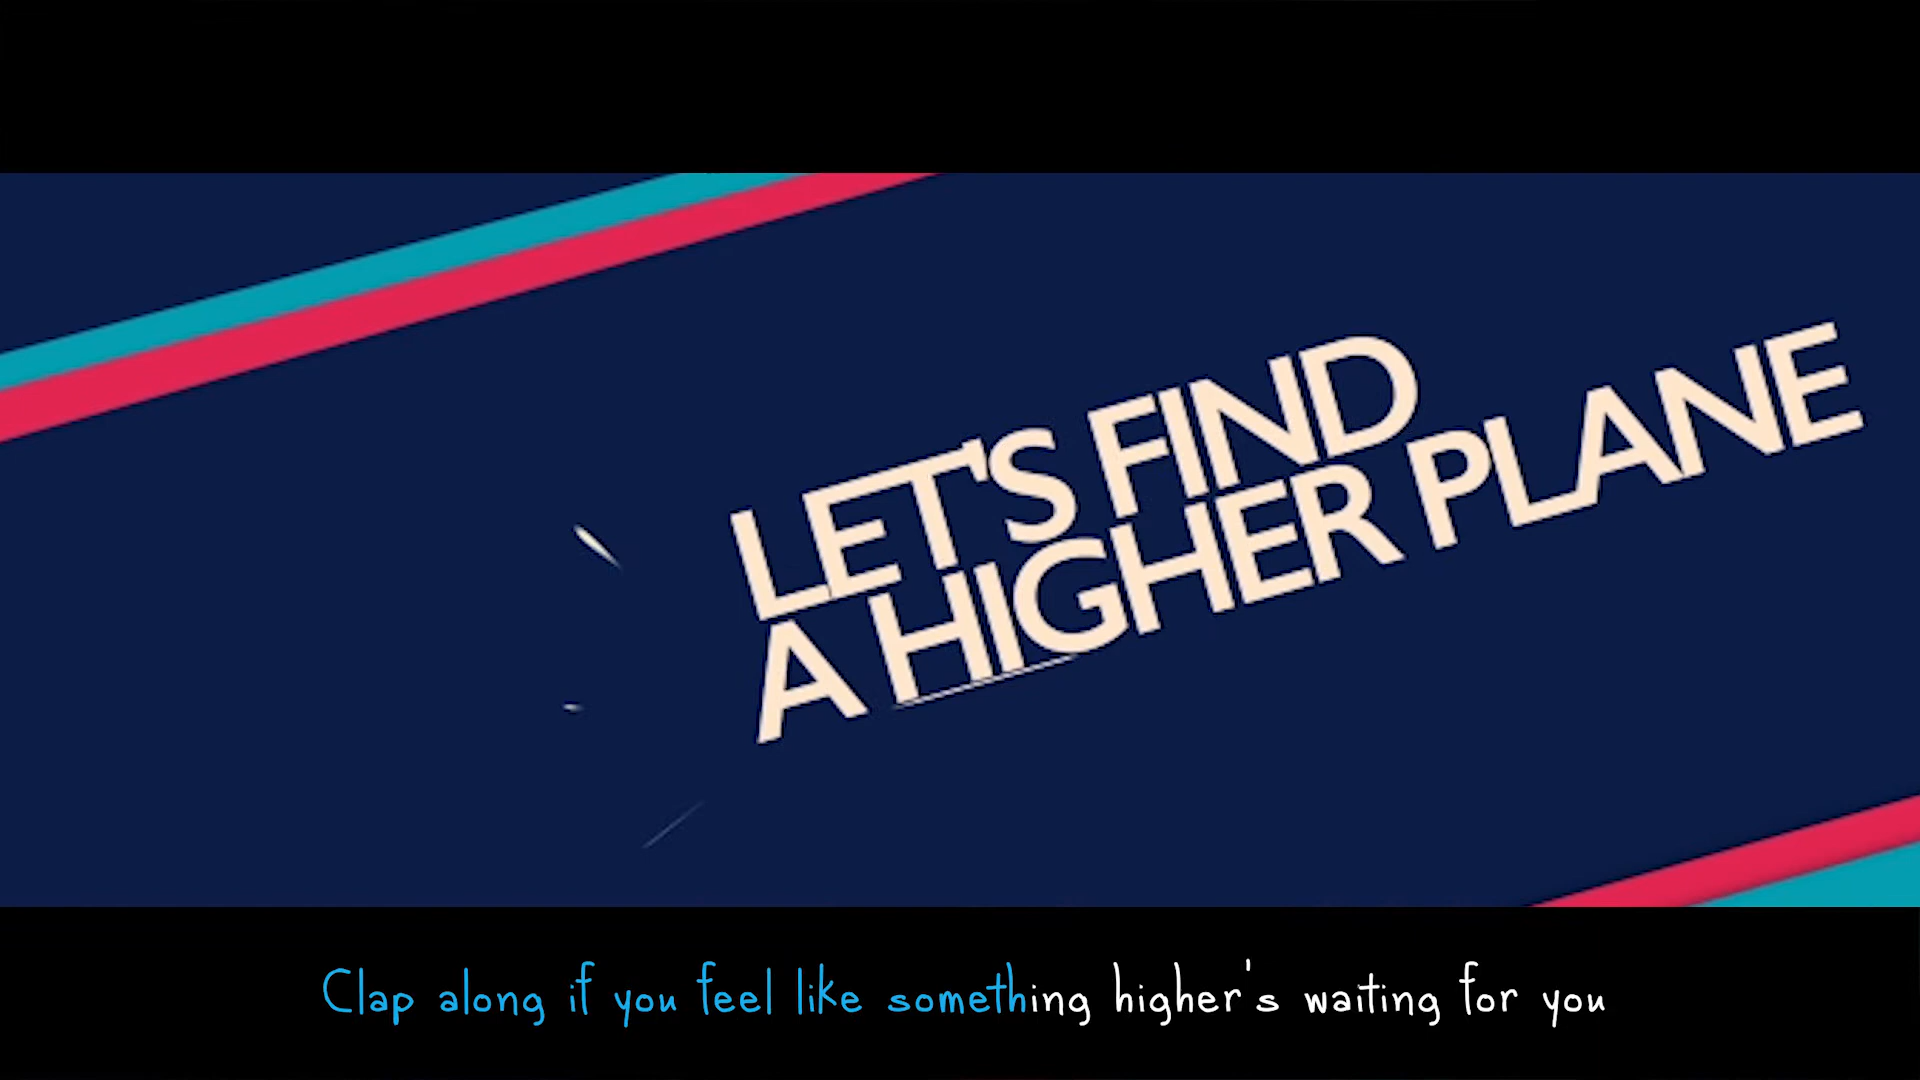 LET'S FIND
A HIGHER PLANE
Clap along if you feel like something higher's waiting for you